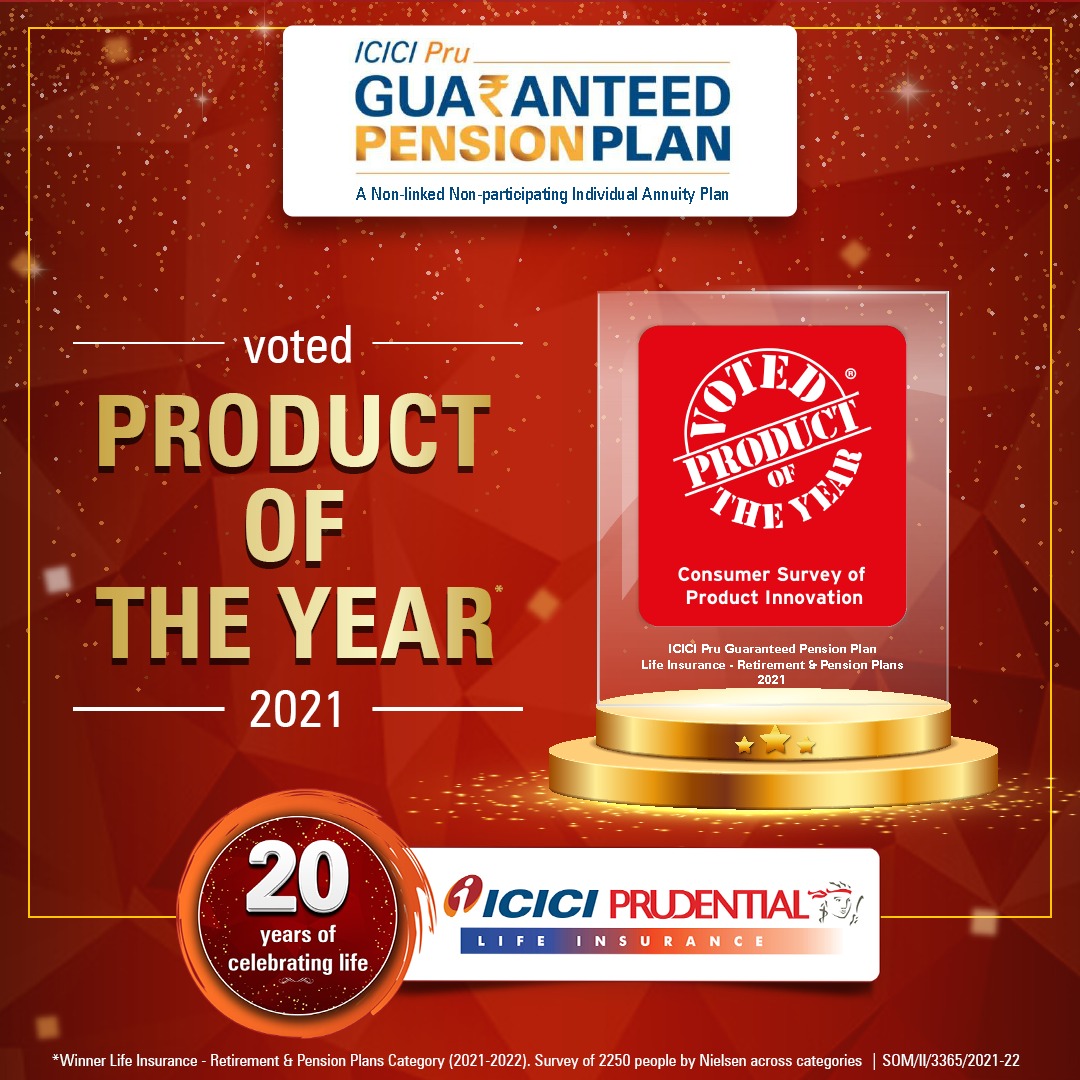 ICICI Pru
GUA₹ANTEED
PENSION PLAN
A Non-linked Non-participating Individual Annuity Plan
voted
PRODUCT
OF
THE YEAR*
2021
VOTED ®
PRODUCT
OF
THE YEAR
Consumer Survey of
Product Innovation
ICICI Pru Guaranteed Pension Plan
Life Insurance - Retirement & Pension Plans
2021
20
years of
celebrating life
i ICICI PRUDENTIAL
LIFE INSURANCE
*Winner Life Insurance - Retirement & Pension Plans Category (2021-2022). Survey of 2250 people by Nielsen across categories | SOM/II/3365/2021-22